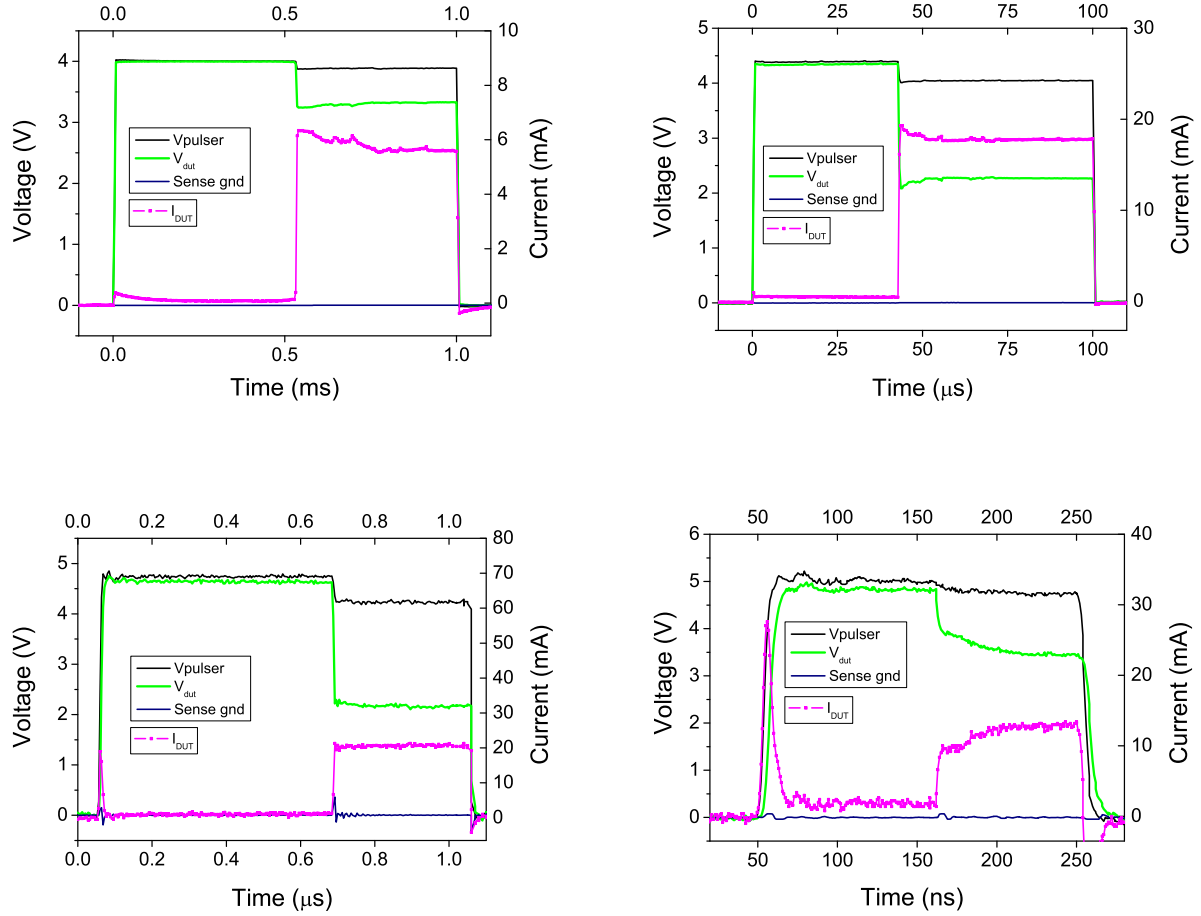 0.0 0.5 1.0
5
4
3
2
1
0
10
8
6
4
2
0
Voltage (V)
Current (mA)
Vpulser
Vdut
Sense gnd
IDUT
0.0 0.5 1.0
Time (ms)
0 25 50 75 100
5
4
3
2
1
0
30
20
10
0
Voltage (V)
Current (mA)
Vpulser
Vdut
Sense gnd
IDUT
0 25 50 75 100
Time (μs)
0.0 0.2 0.4 0.6 0.8 1.0
5
4
3
2
1
0
80
70
60
50
40
30
20
10
0
Voltage (V)
Current (mA)
Vpulser
Vdut
Sense gnd
IDUT
0.0 0.2 0.4 0.6 0.8 1.0
Time (μs)
50 100 150 200 250
6
5
4
3
2
1
0
40
30
20
10
0
Voltage (V)
Current (mA)
Vpulser
Vdut
Sense gnd
IDUT
50 100 150 200 250
Time (ns)